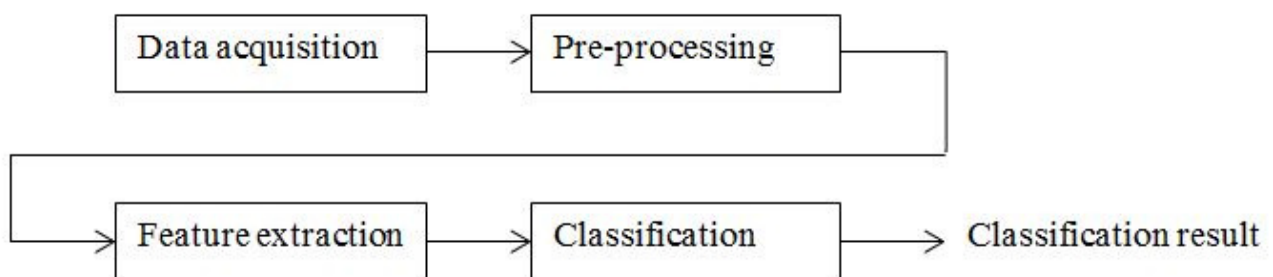 Data acquisition
Pre-processing
Feature extraction
Classification
Classification result